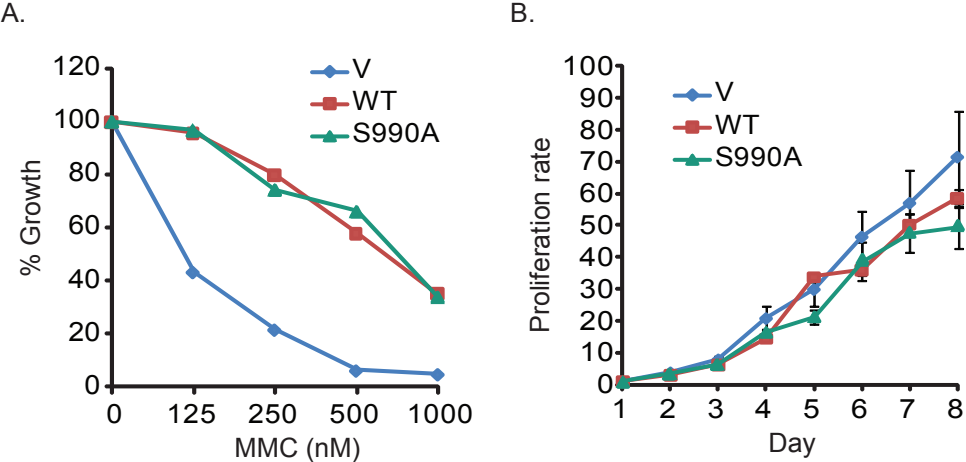 A.
120
100
80
60
40
20
0
% Growth
V
WT
S990A
0 125 250 500 1000
MMC (nM)
B.
100
90
80
70
60
50
40
30
20
10
0
Proliferation rate
V
WT
S990A
1 2 3 4 5 6 7 8
Day